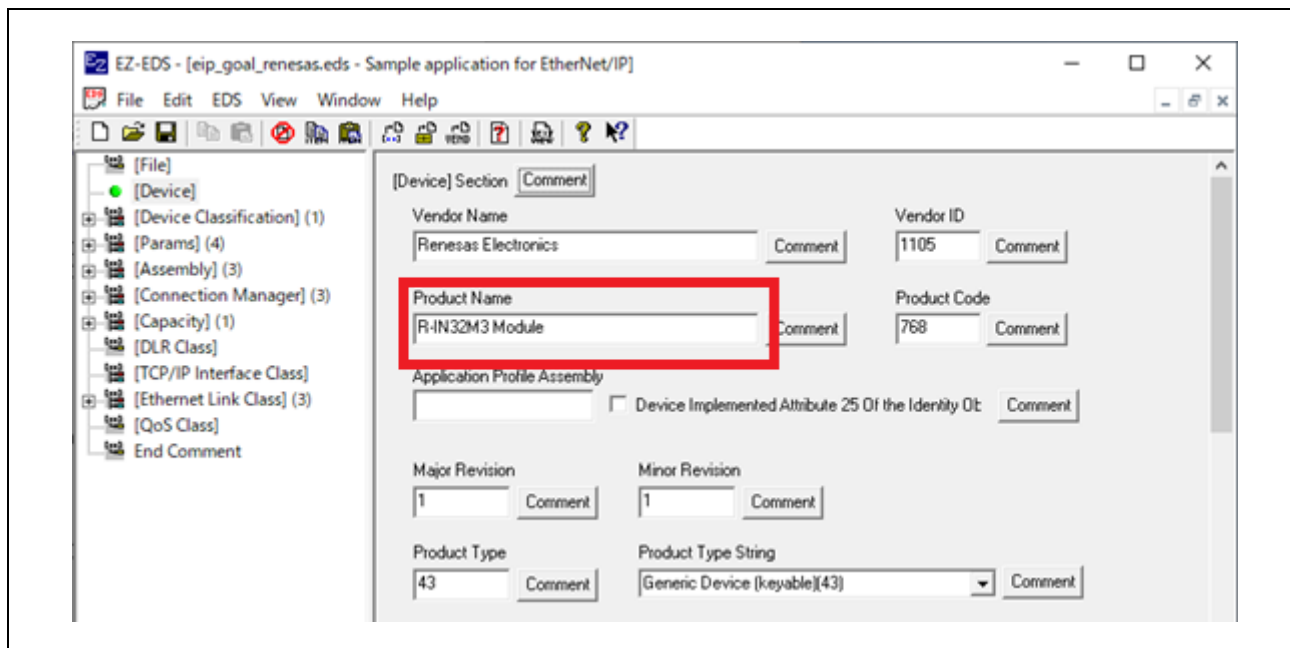 EZ-EDS - [eip_goal_renesas.eds - Sample application for EtherNet/IP]
File Edit EDS View Window Help
[File]
[Device]
[Device Classification] (1)
[Params] (4)
[Assembly] (3)
[Connection Manager] (3)
[Capacity] (1)
[DLR Class]
[TCP/IP Interface Class]
[Ethernet Link Class] (3)
[QoS Class]
End Comment
[Device] Section Comment
Vendor Name Vendor ID
Renesas Electronics Comment 1105 Comment
Product Name Product Code
R-IN32M3 Module Comment 768 Comment
Application Profile Assembly
Device Implemented Attribute 25 Of the Identity Ob Comment
Major Revision Minor Revision
1 Comment 1 Comment
Product Type Product Type String
43 Comment Generic Device (keyable)(43) Comment